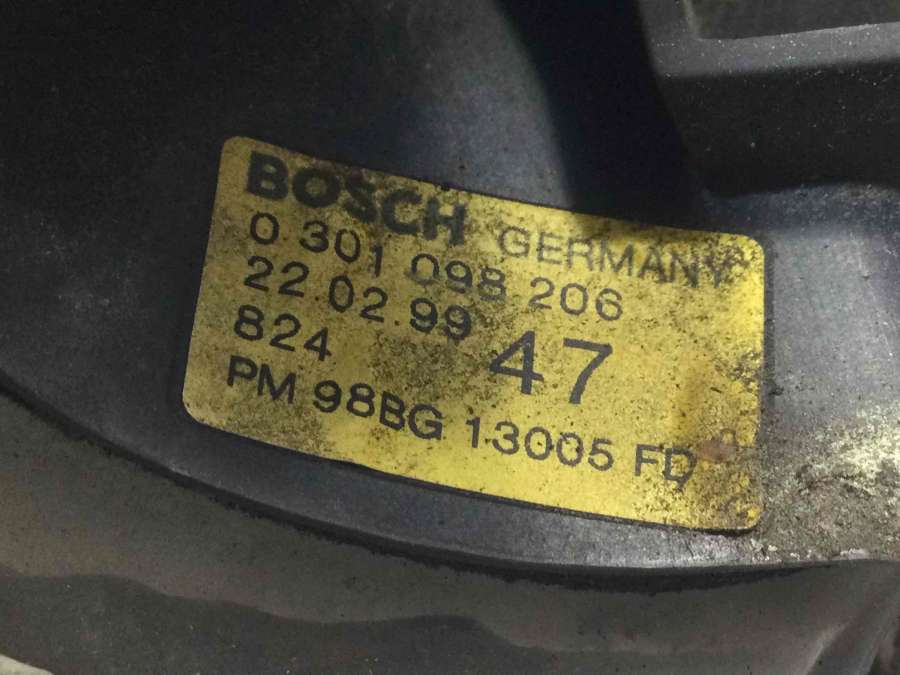 BOSCH GERMANY
0 301 098 206
22 02 99
824 47
PM 98BG 13005 FD